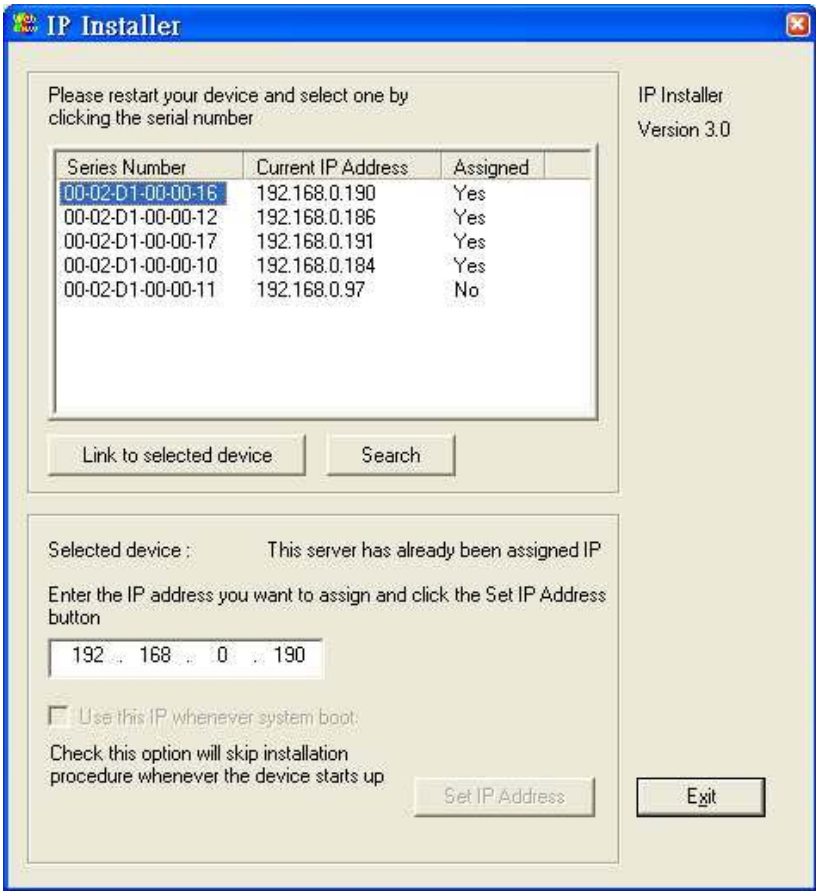 IP Installer
Please restart your device and select one by
clicking the serial number
IP Installer
Version 3.0
Series Number Current IP Address Assigned
00-02-D1-00-00-16 192.168.0.190 Yes
00-02-D1-00-00-12 192.168.0.186 Yes
00-02-D1-00-00-17 192.168.0.191 Yes
00-02-D1-00-00-10 192.168.0.184 Yes
00-02-D1-00-00-11 192.168.0.97 No
Link to selected device Search
Selected device : This server has already been assigned IP
Enter the IP address you want to assign and click the Set IP Address
button
192 . 168 . 0 . 190
Use this IP whenever system boot.
Check this option will skip installation
procedure whenever the device starts up
Set IP Address Exit